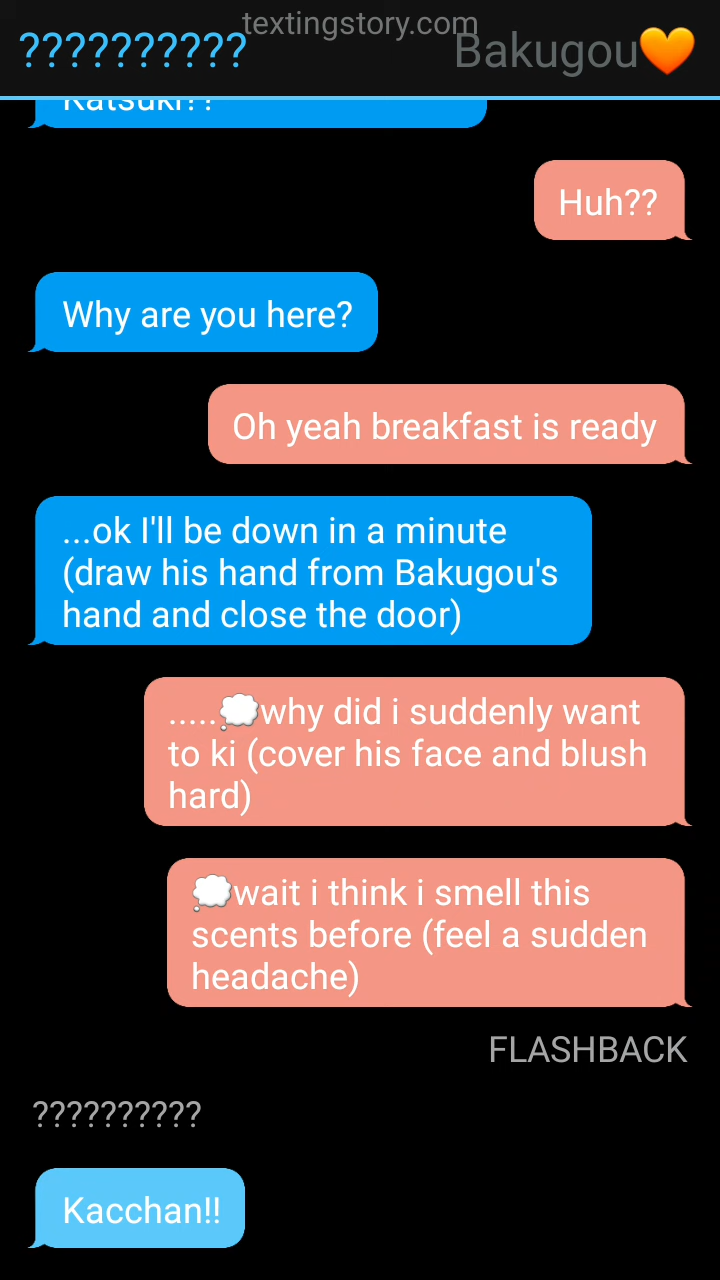 textingstory.com
?????????? Bakugou🧡
Katsuki??
Huh??
Why are you here?
Oh yeah breakfast is ready
...ok I'll be down in a minute
(draw his hand from Bakugou's
hand and close the door)
.....💭why did i suddenly want
to ki (cover his face and blush
hard)
💭wait i think i smell this
scents before (feel a sudden
headache)
FLASHBACK
??????????
Kacchan!!